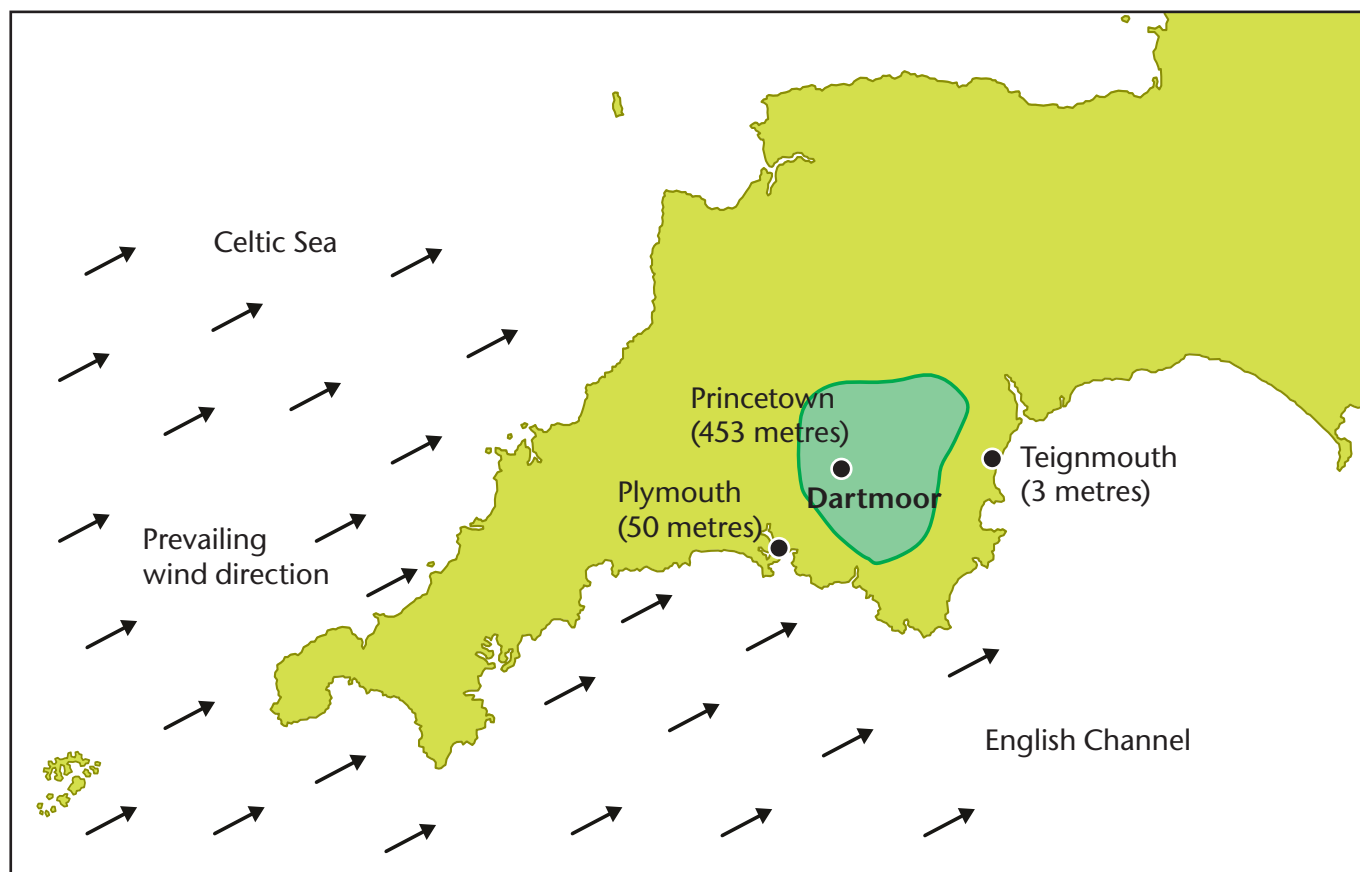 Celtic Sea
Princetown
(453 metres)
Teignmouth
(3 metres)
Plymouth
(50 metres)
Dartmoor
Prevailing
wind direction
English Channel